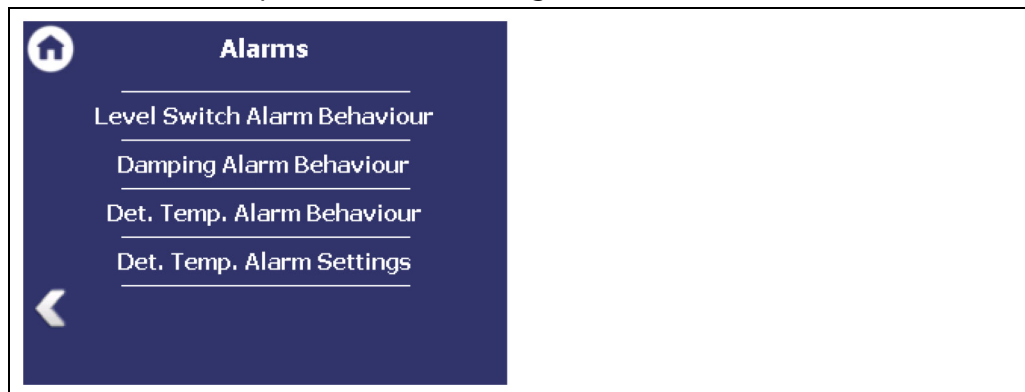 Alarms
Level Switch Alarm Behaviour
Damping Alarm Behaviour
Det. Temp. Alarm Behaviour
Det. Temp. Alarm Settings